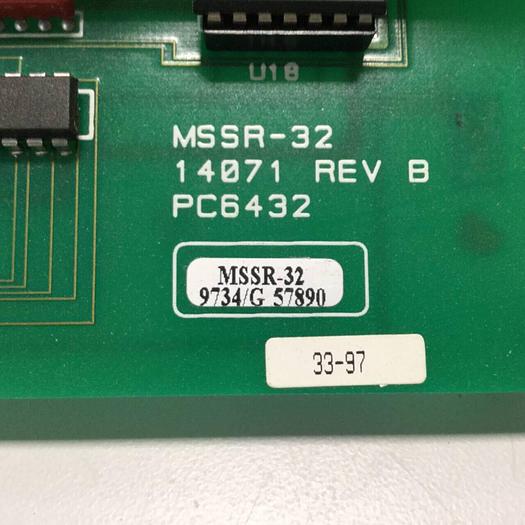 U18
MSSR-32
14071 REV B
PC6432
MSSR-32
9734/G 57890
33-97